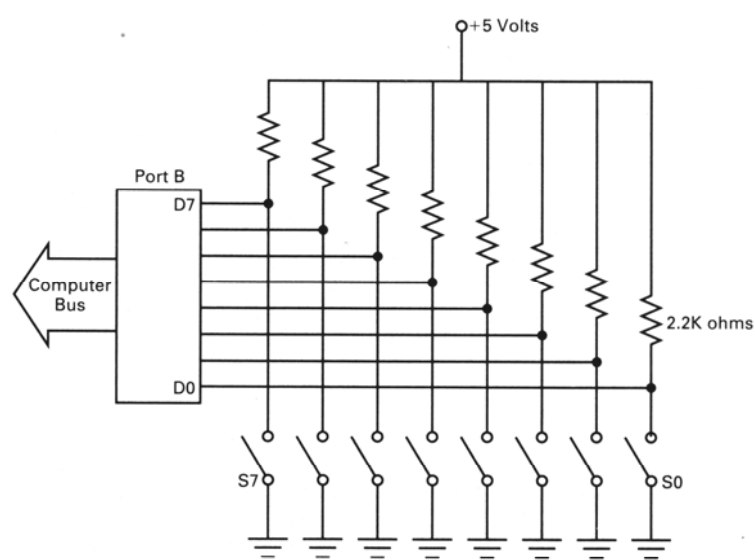 +5 Volts
Port B
D7
Computer
Bus
2.2K ohms
D0
S7
S0